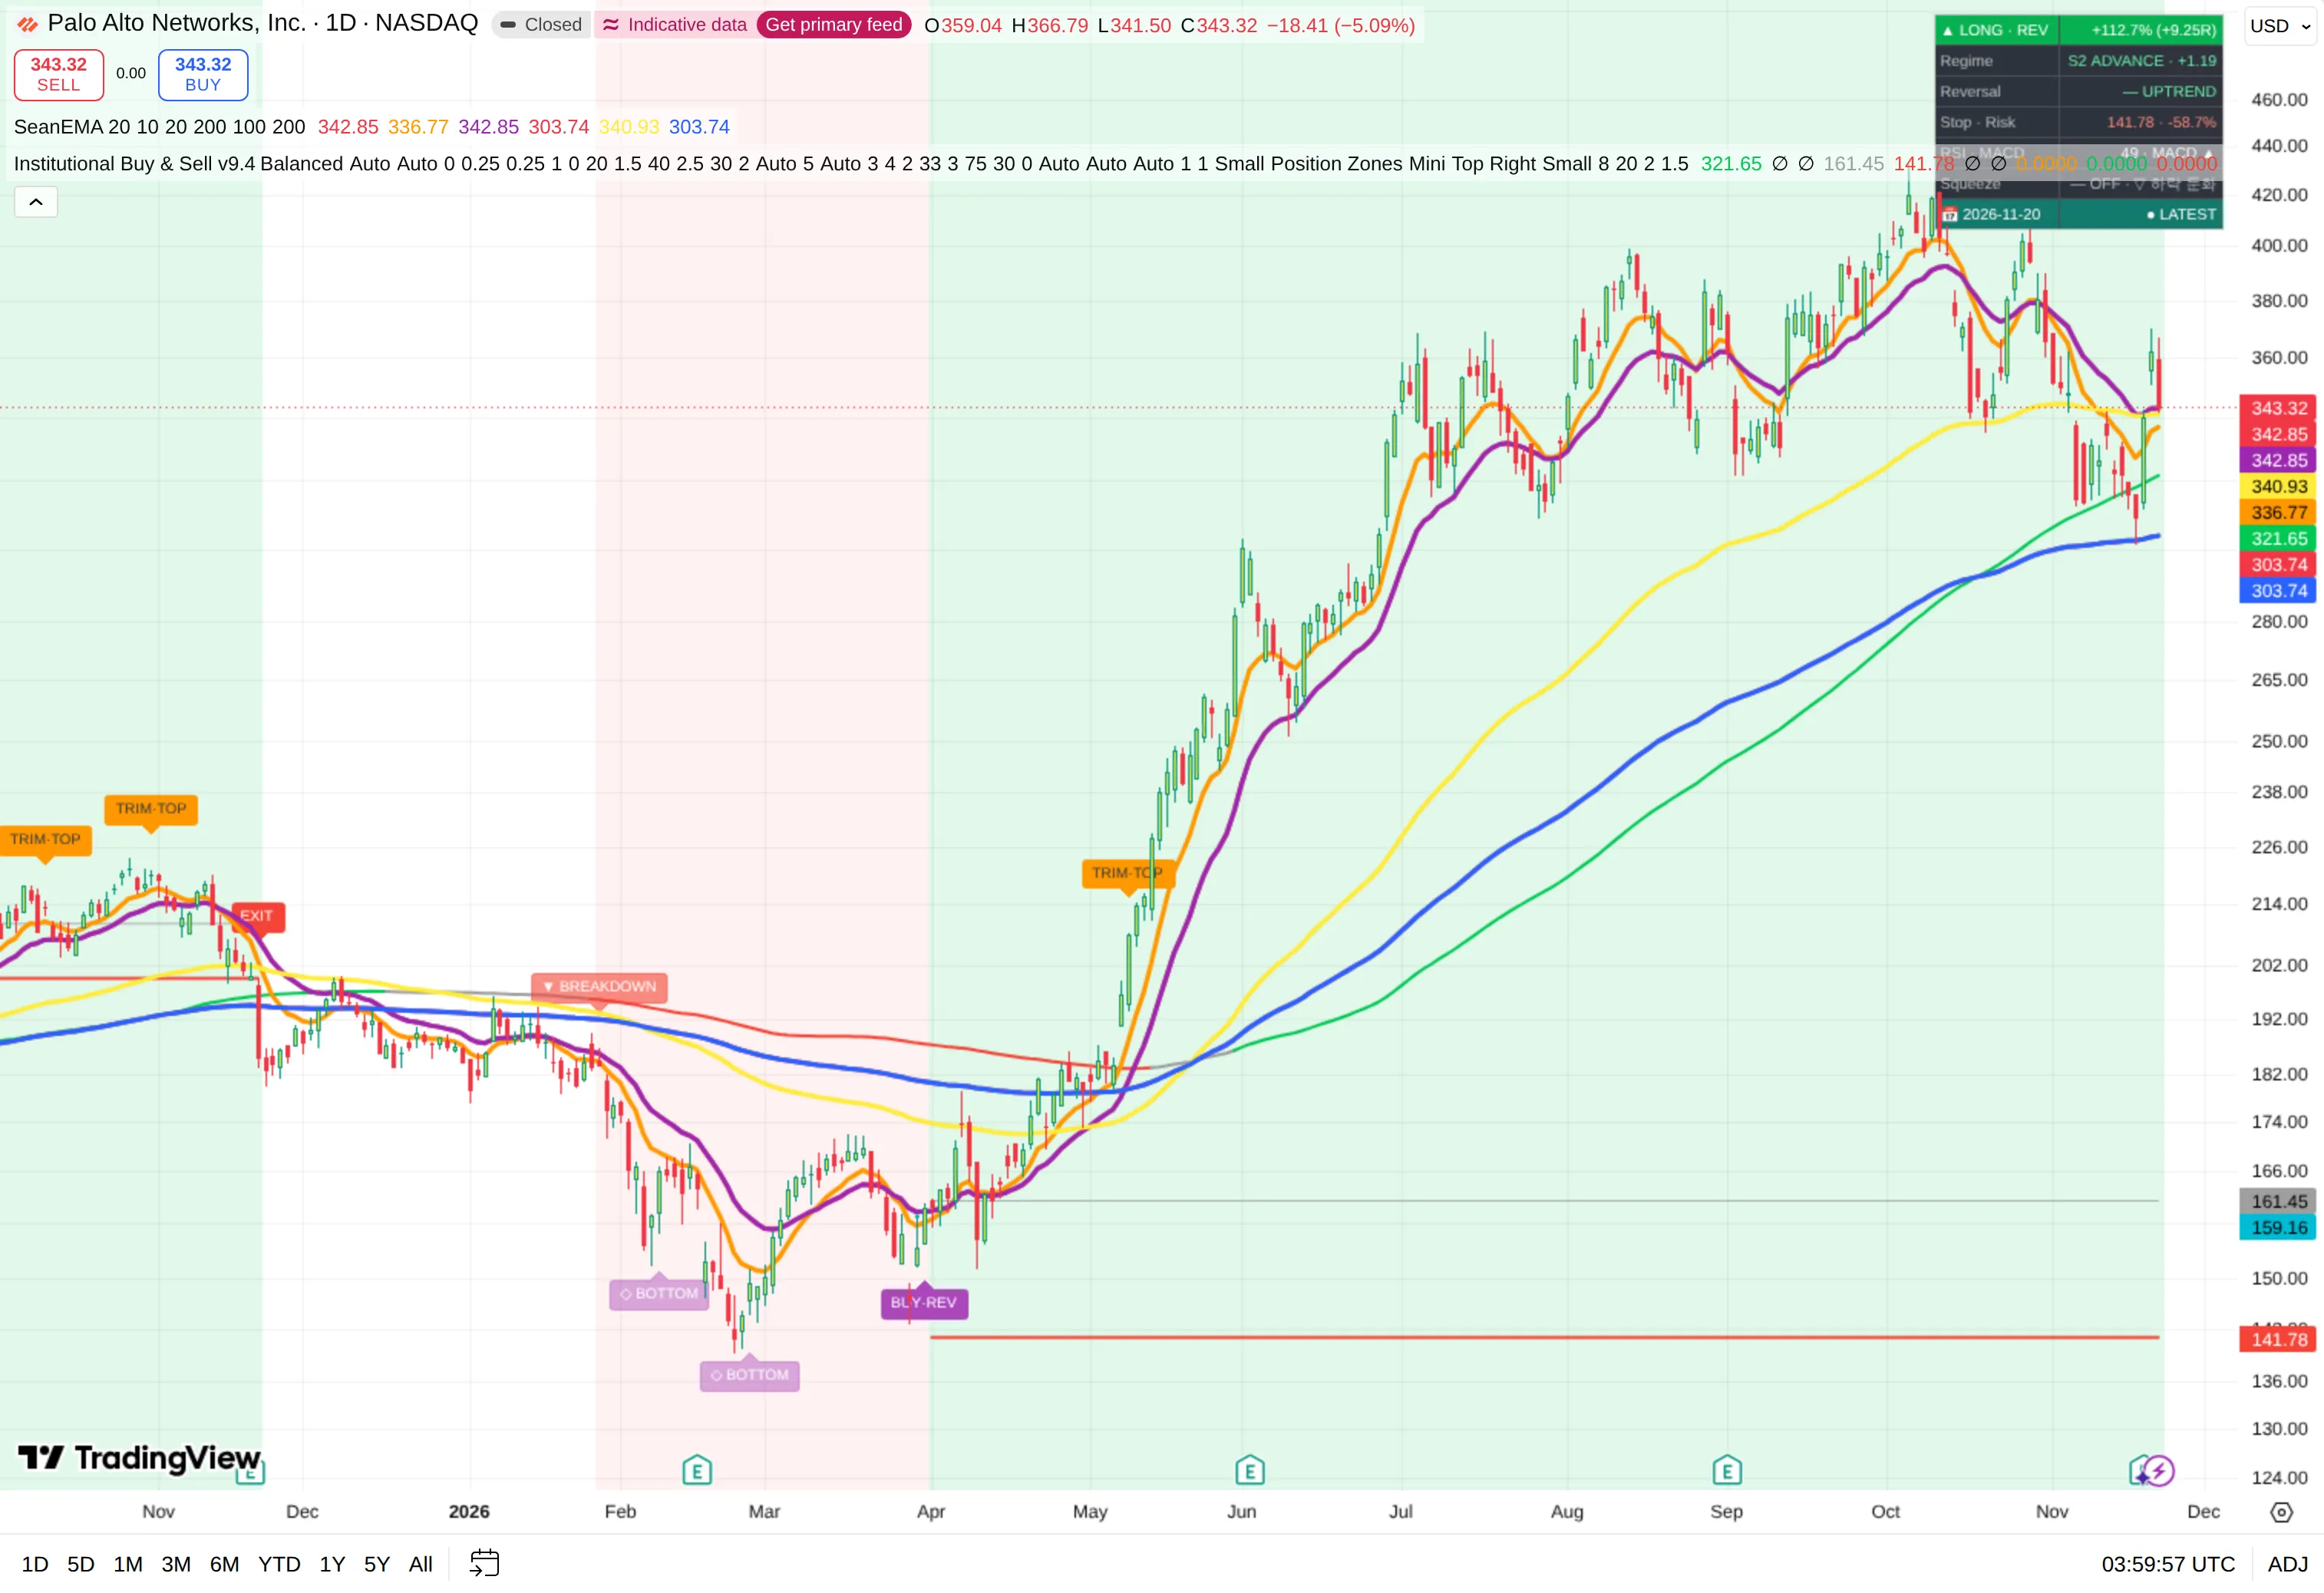 Palo Alto Networks, Inc. · 1D · NASDAQ Closed Indicative data Get primary feed O359.04 H366.79 L341.50 C343.32 −18.41 (−5.09%)
343.32 SELL 0.00 343.32 BUY
SeanEMA 20 10 20 200 100 200 342.85 336.77 342.85 303.74 340.93 303.74
Institutional Buy & Sell v9.4 Balanced Auto Auto 0 0.25 0.25 1 0 20 1.5 40 2.5 30 2 Auto 5 Auto 3 4 2 33 3 75 30 0 Auto Auto Auto 1 1 Small Position Zones Mini Top Right Small 8 20 2 1.5 321.65 ∅ ∅ 161.45 141.78 ∅ ∅ 0.0000 0.0000 0.0000
▲ LONG · REV +112.7% (+9.25R)
Regime S2 ADVANCE · +1.19
Reversal — UPTREND
Stop · Risk 141.78 · -58.7%
RSI · MACD 49 · MACD ▲
Squeeze — OFF · ▽ 하락 둔화
📅 2026-11-20 ● LATEST
USD
460.00
440.00
420.00
400.00
380.00
360.00
343.32
342.85
342.85
340.93
336.77
321.65
303.74
303.74
280.00
265.00
250.00
238.00
226.00
214.00
202.00
192.00
182.00
174.00
166.00
161.45
159.16
150.00
141.78
136.00
130.00
124.00
TRIM-TOP
TRIM-TOP
EXIT
▼ BREAKDOWN
TRIM-TOP
◇ BOTTOM
BUY-REV
◇ BOTTOM
TradingView
E
E
E
E
Nov Dec 2026 Feb Mar Apr May Jun Jul Aug Sep Oct Nov Dec
1D 5D 1M 3M 6M YTD 1Y 5Y All 03:59:57 UTC ADJ